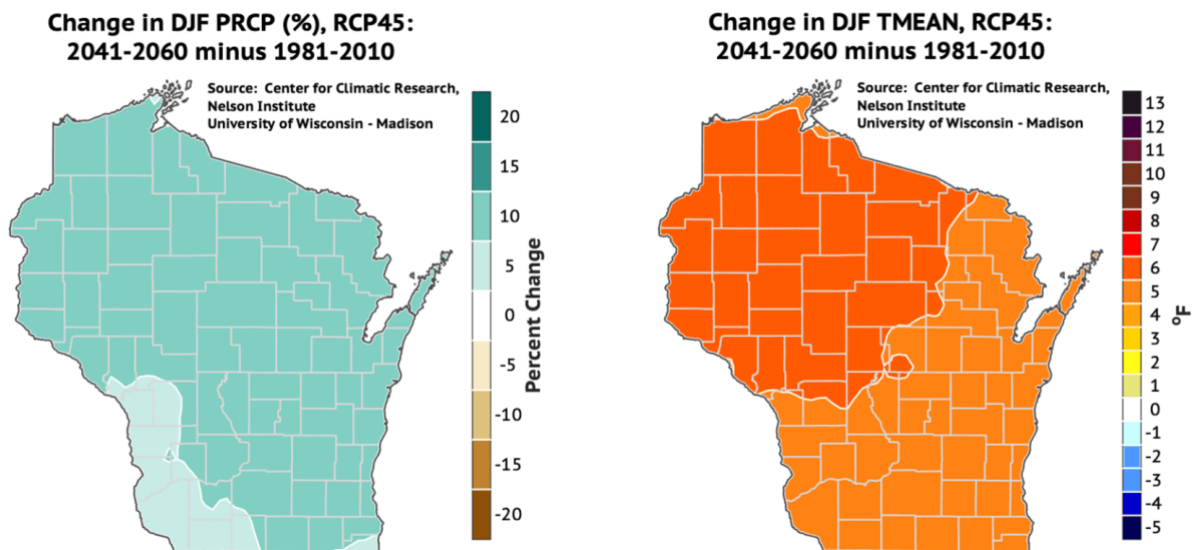 Change in DJF PRCP (%), RCP45:
2041-2060 minus 1981-2010
Source: Center for Climatic Research,
Nelson Institute
University of Wisconsin - Madison
20
15
10
5
0
-5
-10
-15
-20
Percent Change
Change in DJF TMEAN, RCP45:
2041-2060 minus 1981-2010
Source: Center for Climatic Research,
Nelson Institute
University of Wisconsin - Madison
13
12
11
10
9
8
7
6
5
4
3
2
1
0
-1
-2
-3
-4
-5
°F